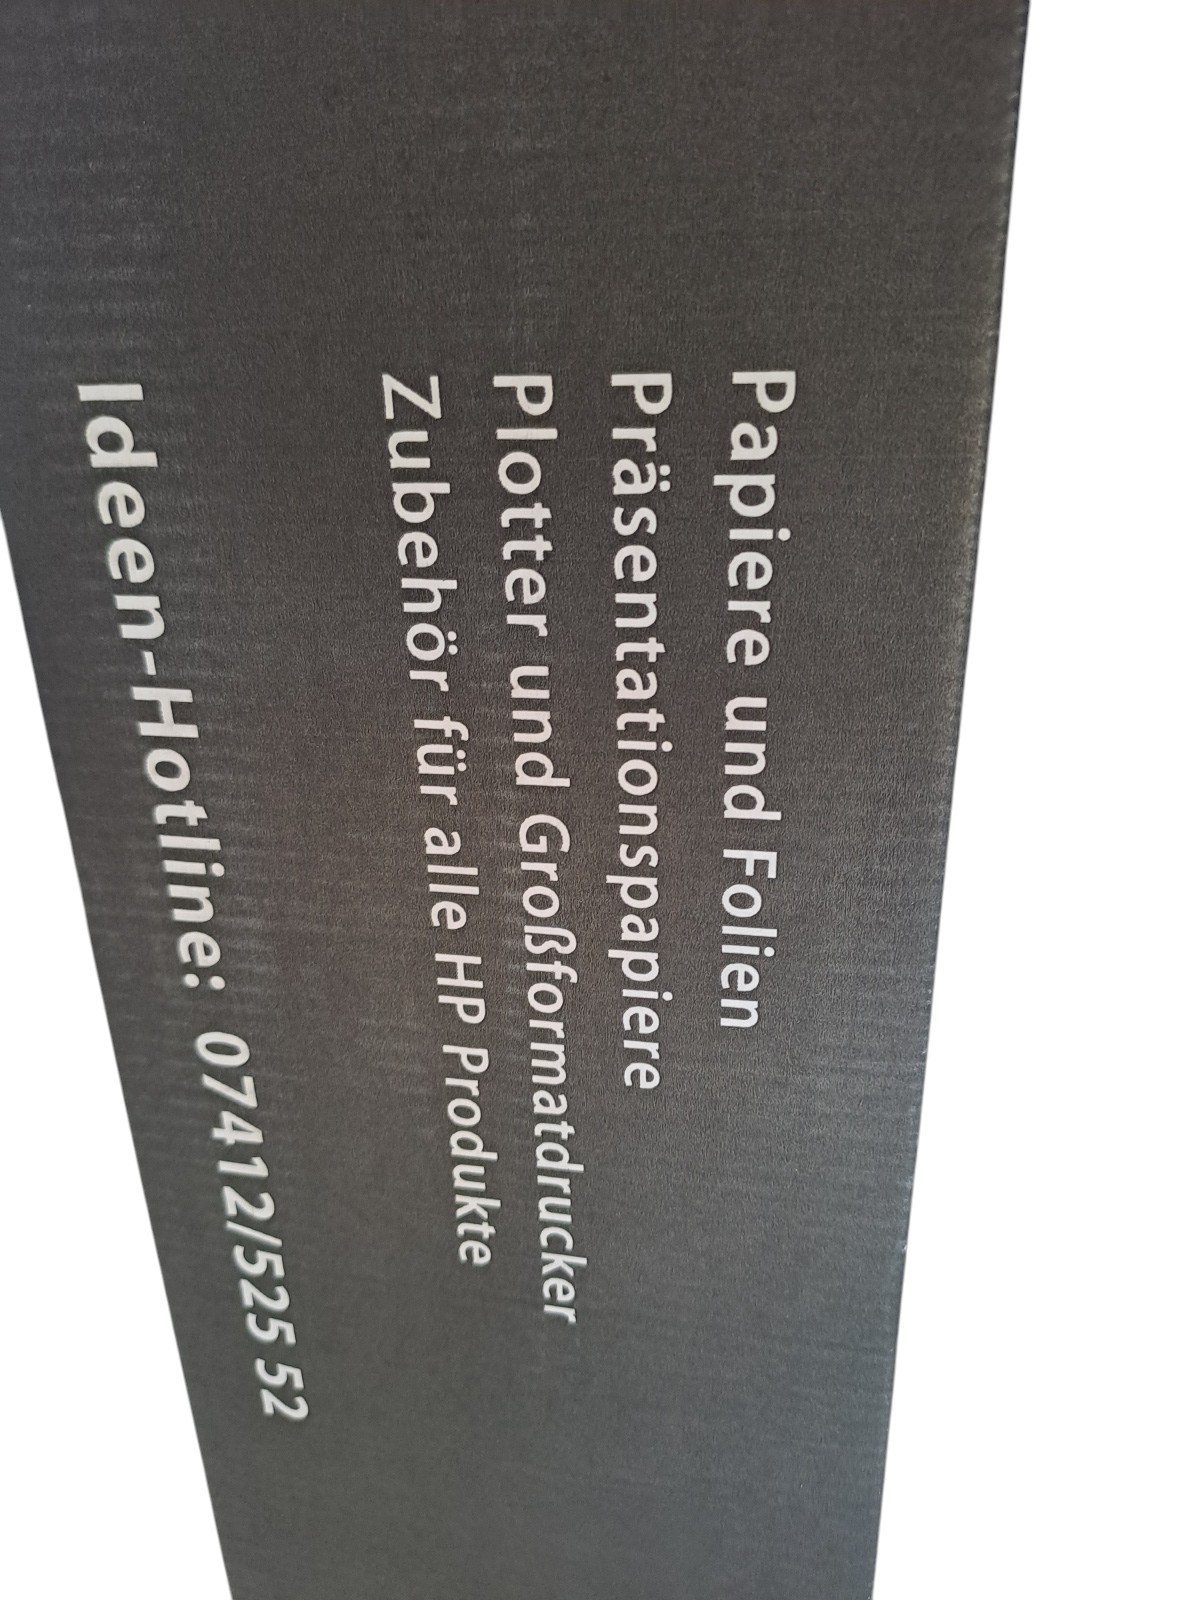 Papiere und Folien
Präsentationspapiere
Plotter und Großformatdrucker
Zubehör für alle HP Produkte
Ideen-Hotline: 07412/525 52